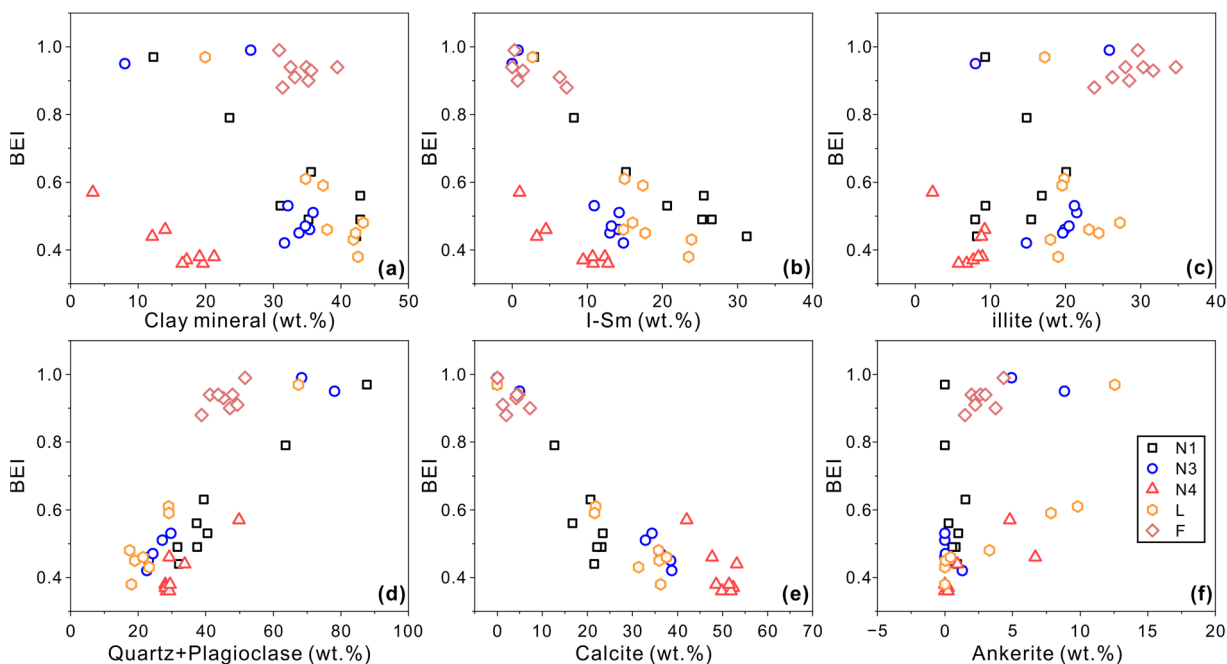 BEI
1.0
0.8
0.6
0.4
0 10 20 30 40 50
Clay mineral (wt.%)
(a)
BEI
1.0
0.8
0.6
0.4
0 10 20 30 40
I-Sm (wt.%)
(b)
BEI
1.0
0.8
0.6
0.4
0 10 20 30 40
illite (wt.%)
(c)
BEI
1.0
0.8
0.6
0.4
0 20 40 60 80 100
Quartz+Plagioclase (wt.%)
(d)
BEI
1.0
0.8
0.6
0.4
0 10 20 30 40 50 60 70
Calcite (wt.%)
(e)
BEI
1.0
0.8
0.6
0.4
−5 0 5 10 15 20
Ankerite (wt.%)
(f)
N1
N3
N4
L
F